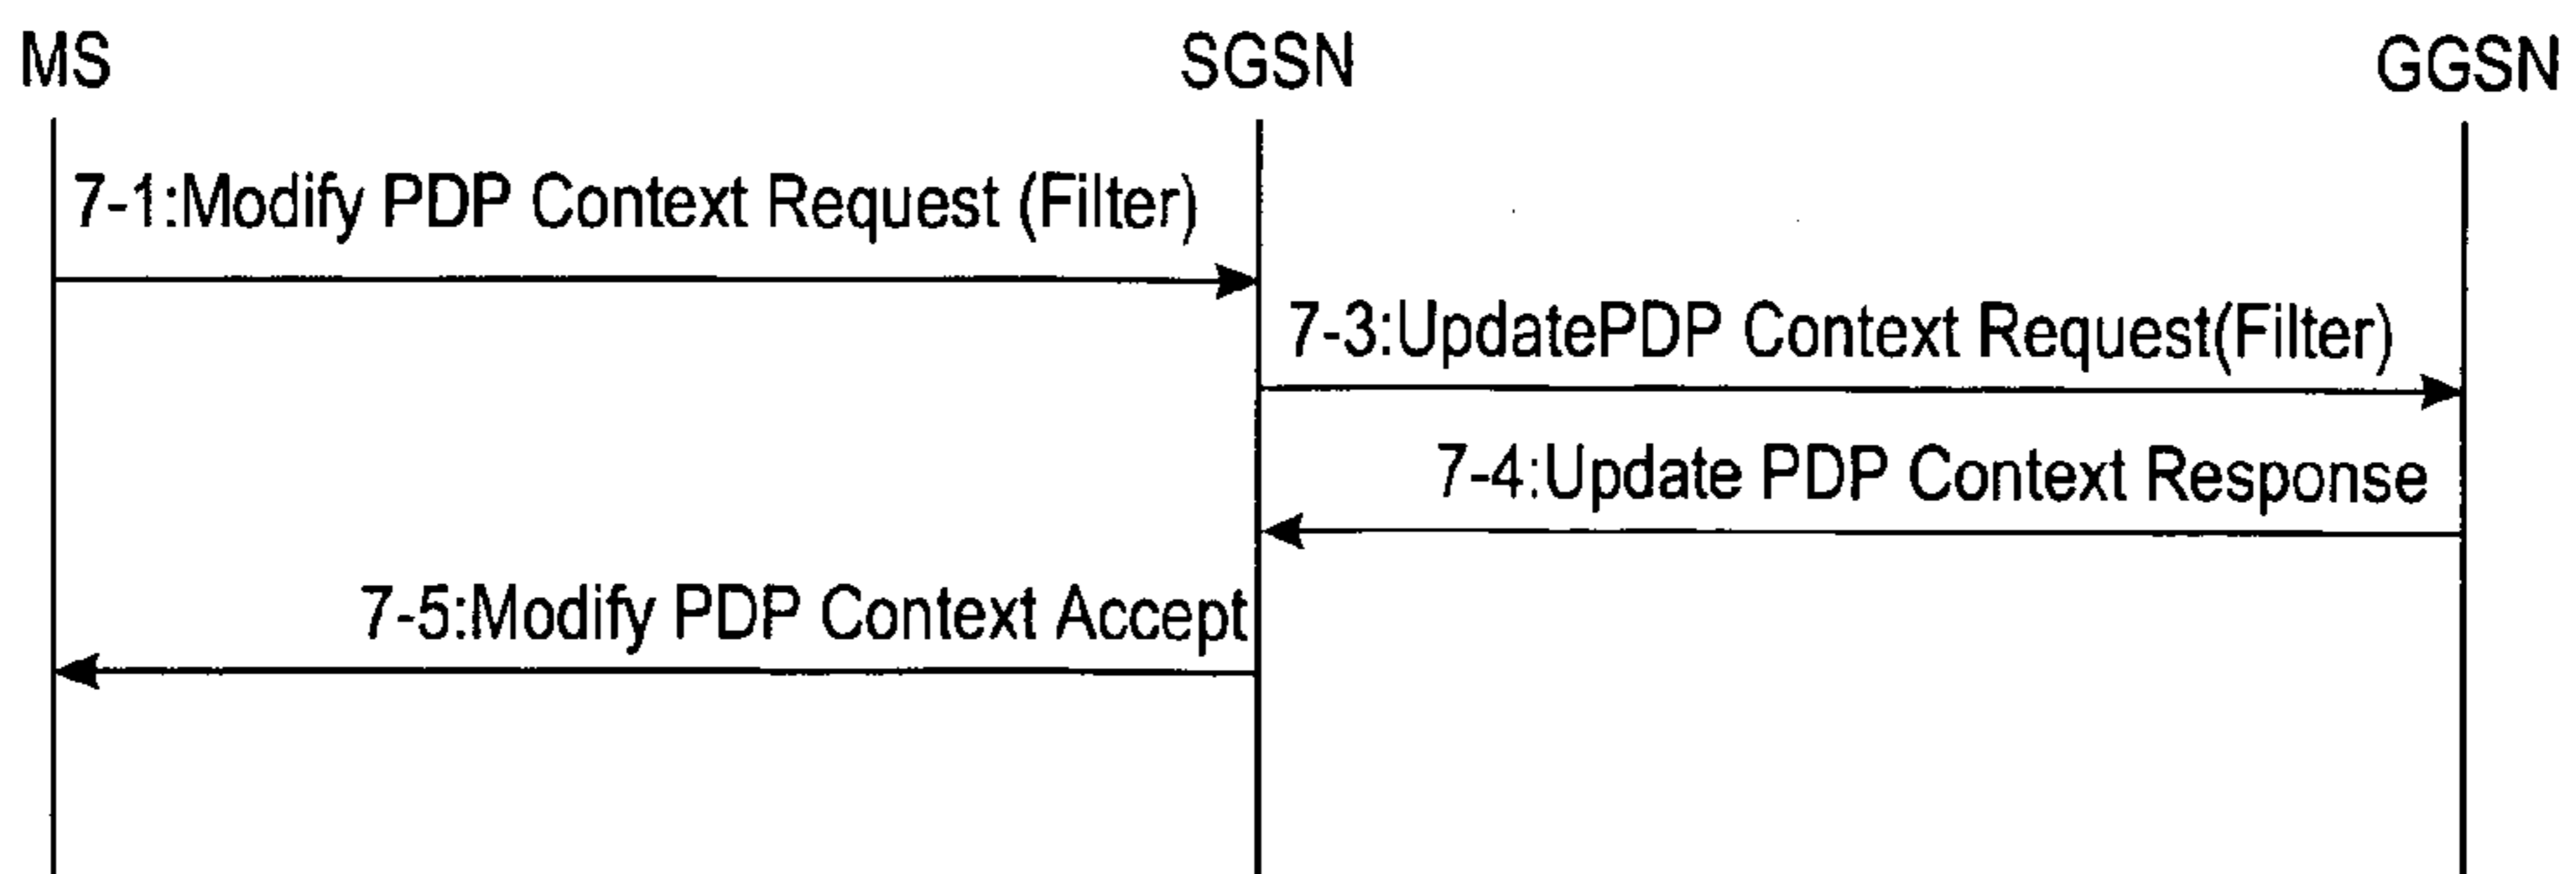 MS
SGSN
GGSN
7-1:Modify PDP Context Request (Filter)
7-3:UpdatePDP Context Request(Filter)
7-4:Update PDP Context Response
7-5:Modify PDP Context Accept